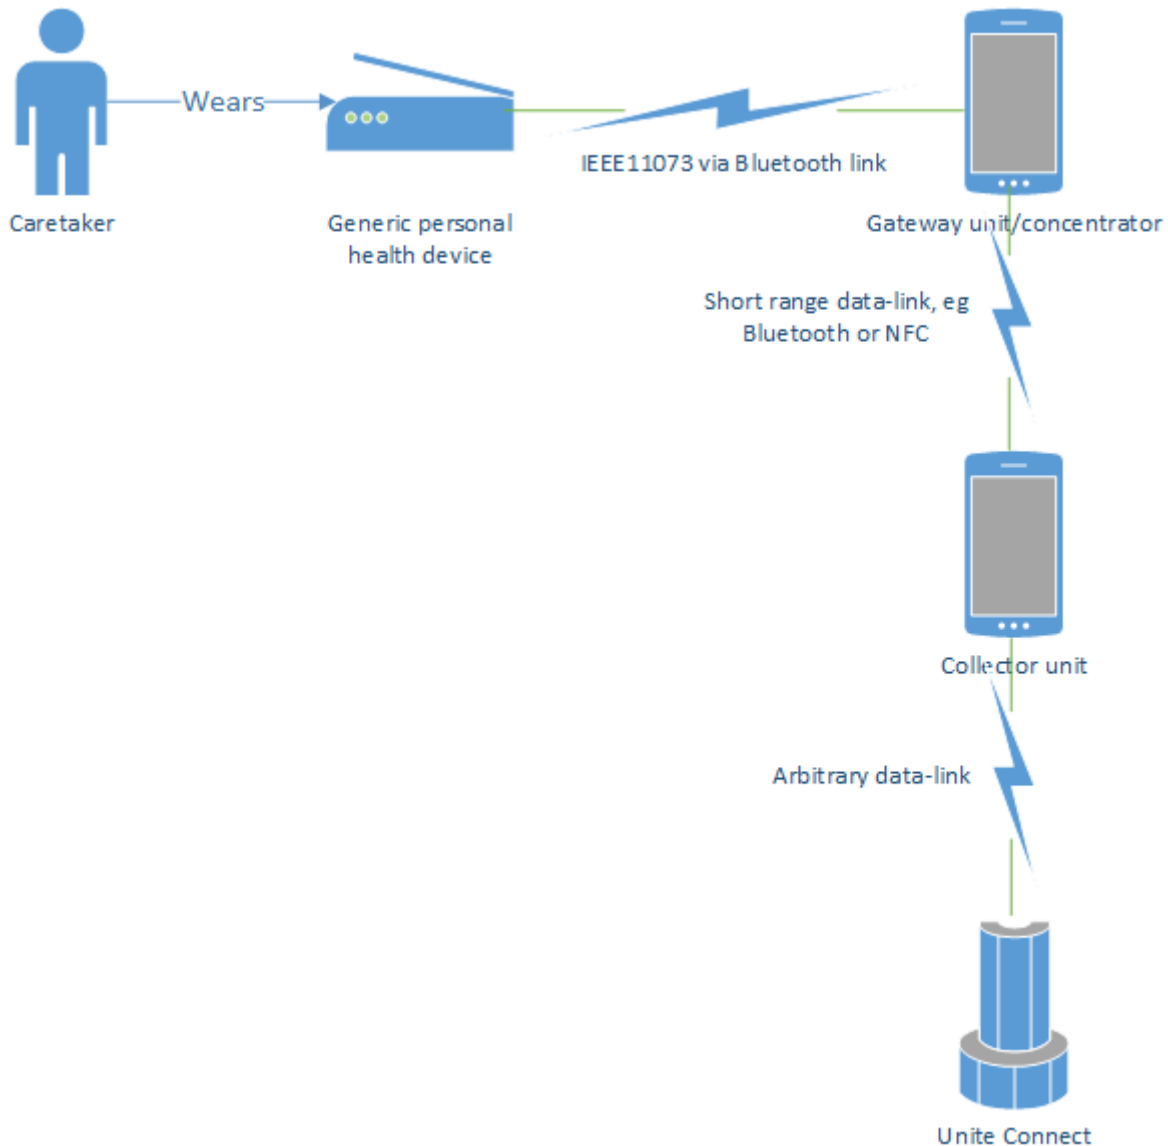 Wears
IEEE11073 via Bluetooth link
Caretaker
Generic personal
health device
Gateway unit/concentrator
Short range data-link, eg
Bluetooth or NFC
Collector unit
Arbitrary data-link
Unite Connect